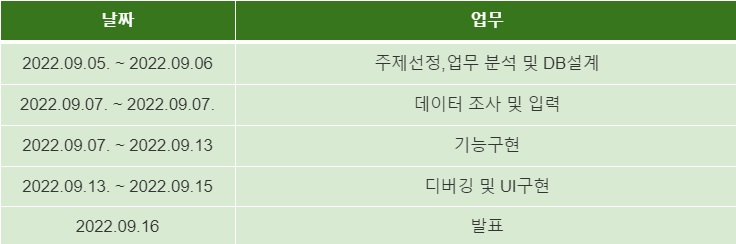 날짜 업무
2022.09.05. ~ 2022.09.06 주제선정,업무 분석 및 DB설계
2022.09.07. ~ 2022.09.07. 데이터 조사 및 입력
2022.09.07. ~ 2022.09.13 기능구현
2022.09.13. ~ 2022.09.15 디버깅 및 UI구현
2022.09.16 발표